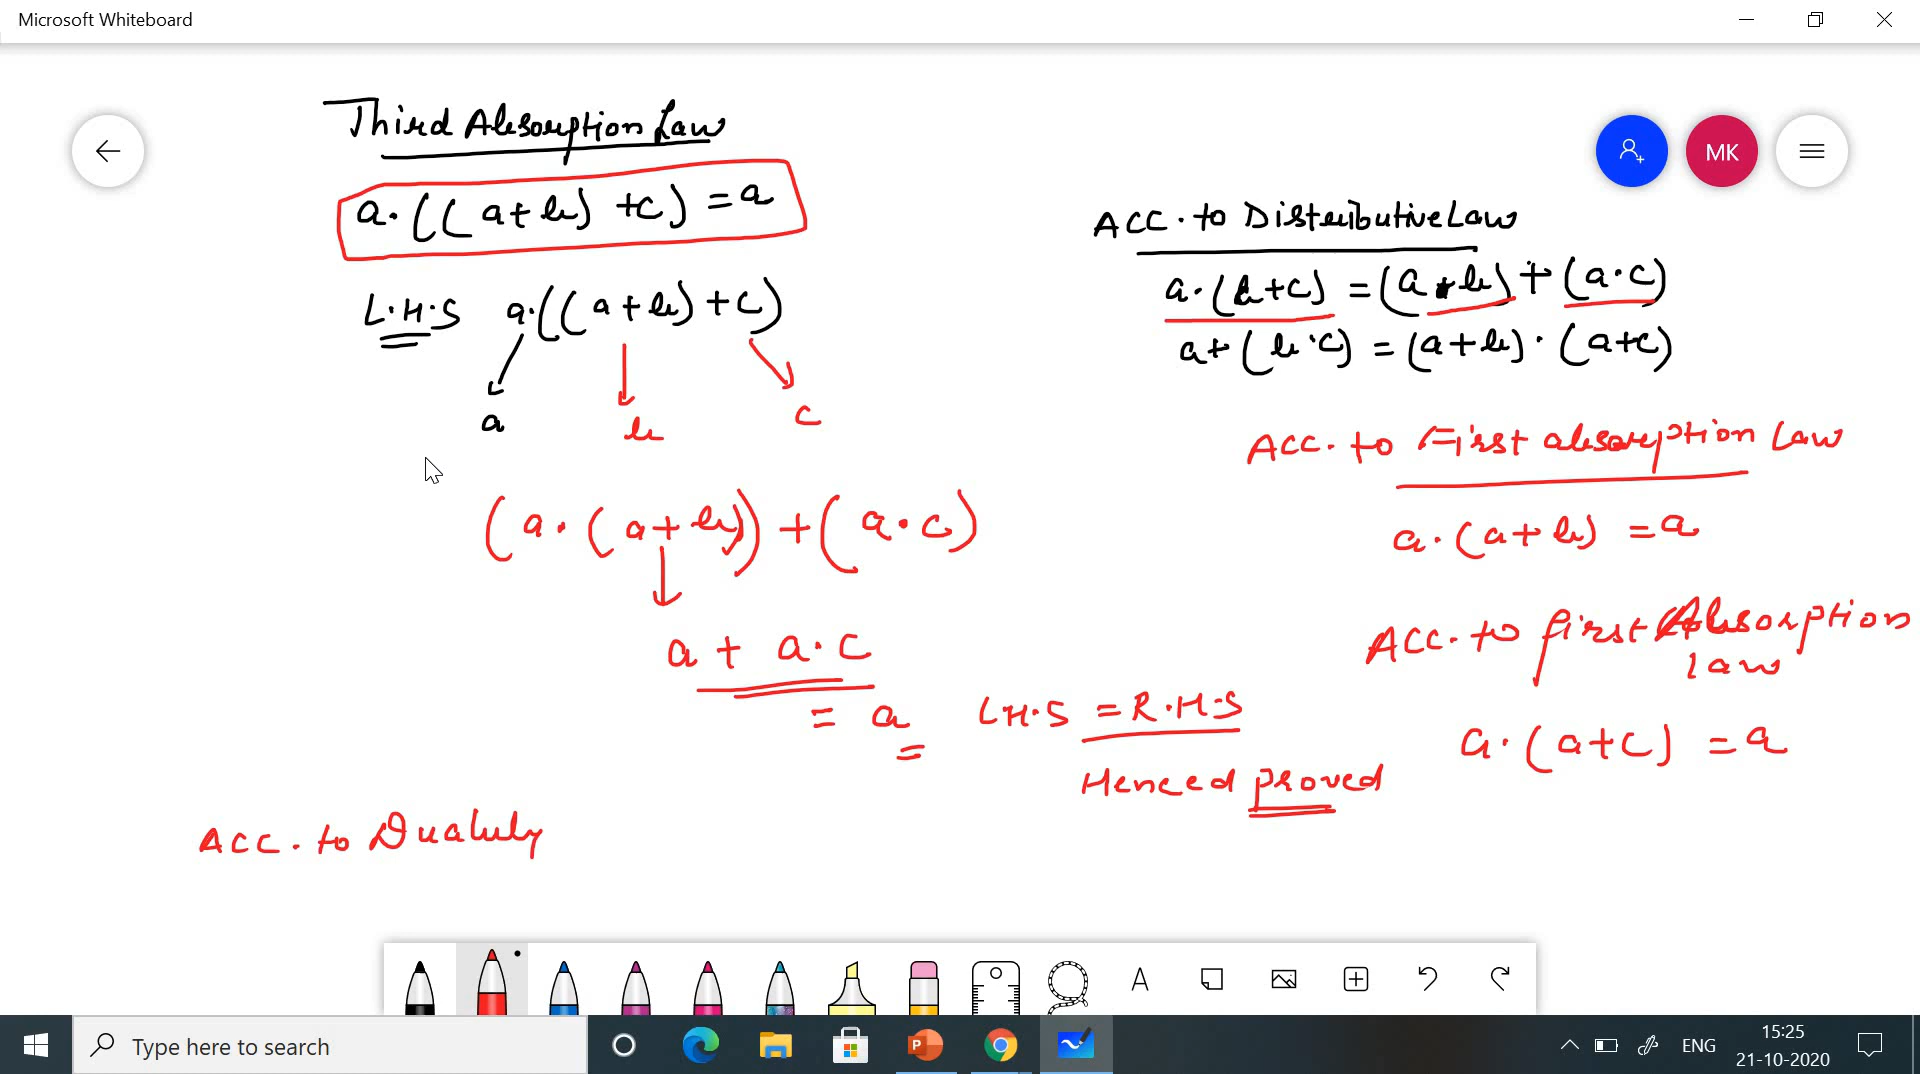 Microsoft Whiteboard
Third Absorption Law
a.((a+b)+c)=a
L.H.S a.((a+b)+c)
a b c
(a.(a+b))+(a.c)
a + a.c
= a L.H.S = R.H.S
Henced proved
ACC. to Duality
MK
ACC. to Distributive Law
a.(b+c) = (a.b)+(a.c)
a+(b.c) = (a+b).(a+c)
ACC. to First absorption Law
a.(a+b) = a
ACC. to first Absorption
law
a.(a+c) = a
A
Type here to search
ENG
15:25
21-10-2020